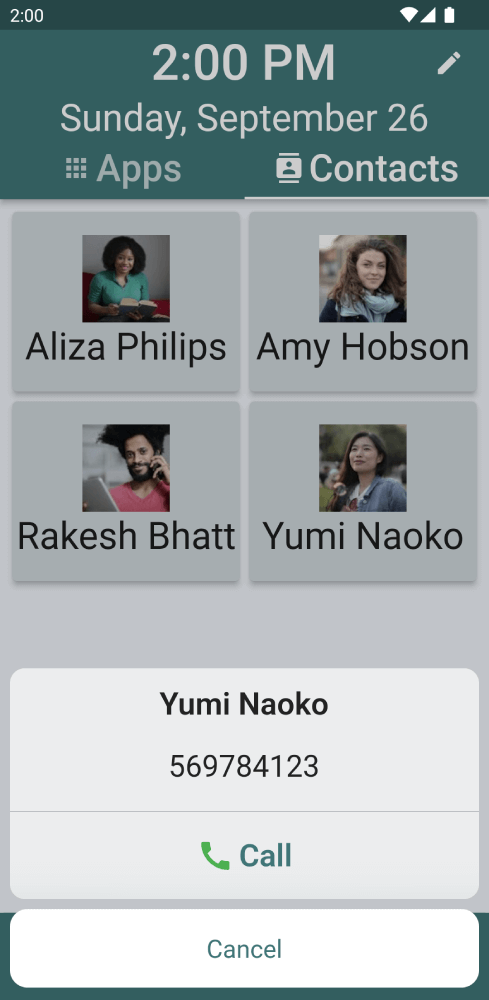 2:00
2:00 PM
Sunday, September 26
Apps
Contacts
Aliza Philips
Amy Hobson
Rakesh Bhatt
Yumi Naoko
Yumi Naoko
569784123
Call
Cancel